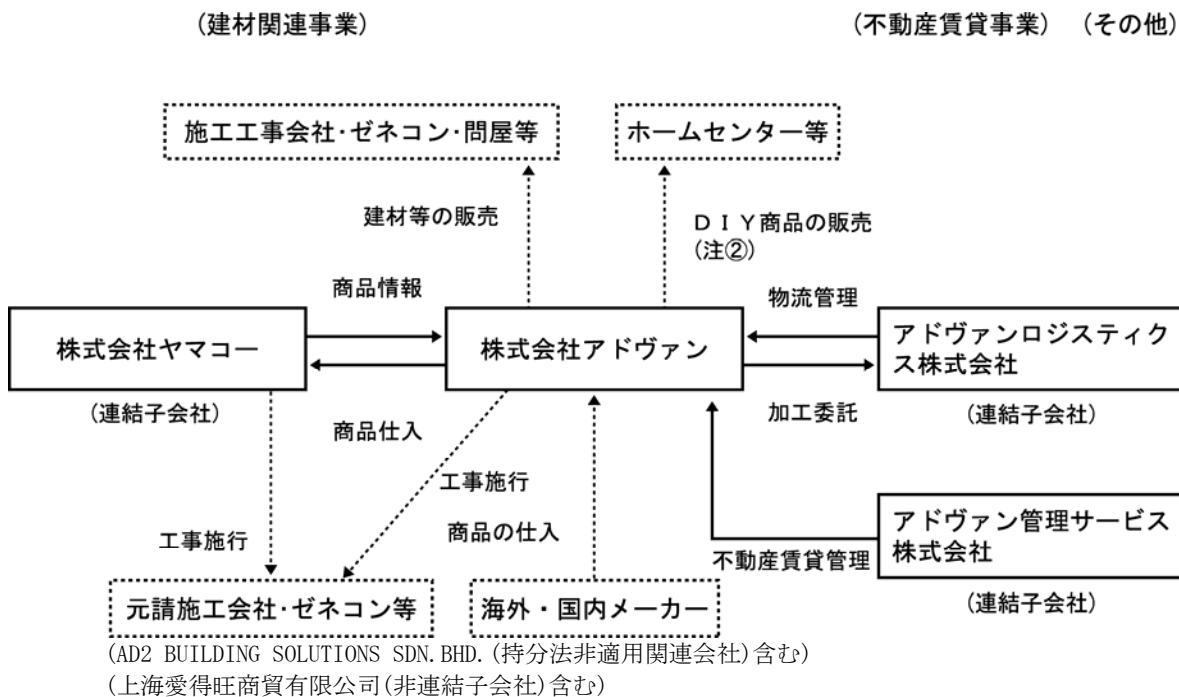 (建材関連事業)
(不動産賃貸事業) (その他)
施工工事会社･ゼネコン･問屋等
ホームセンター等
建材等の販売
ＤＩＹ商品の販売
(注②)
商品情報
物流管理
株式会社ヤマコー
株式会社アドヴァン
アドヴァンロジスティク
ス株式会社
(連結子会社)
商品仕入
加工委託
(連結子会社)
工事施行
工事施行
商品の仕入
アドヴァン管理サービス
株式会社
不動産賃貸管理
(連結子会社)
元請施工会社･ゼネコン等
海外・国内メーカー
(AD2 BUILDING SOLUTIONS SDN.BHD.(持分法非適用関連会社)含む)
(上海愛得旺商貿有限公司(非連結子会社)含む)